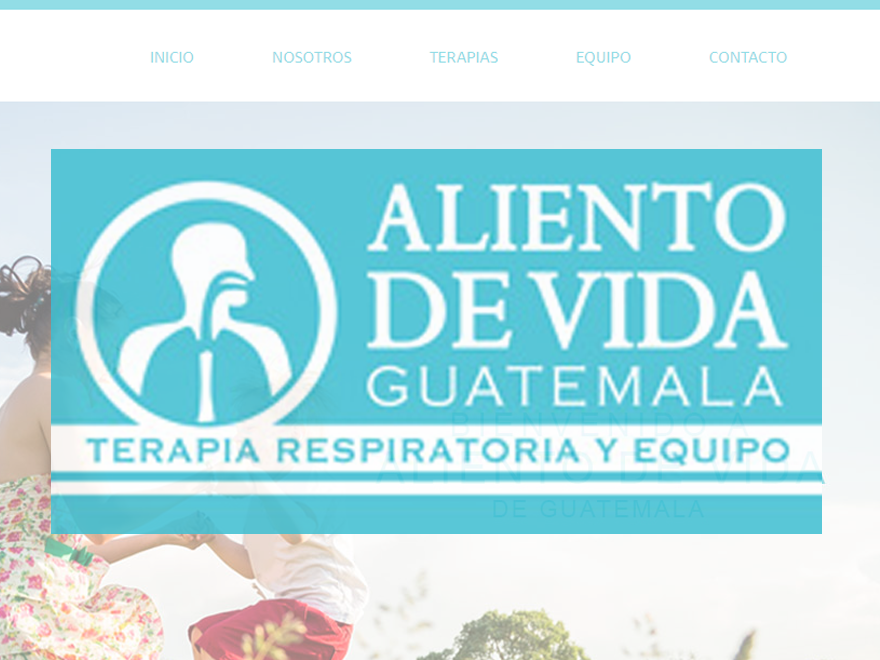 INICIO NOSOTROS TERAPIAS EQUIPO CONTACTO
ALIENTO
DE VIDA
GUATEMALA
TERAPIA RESPIRATORIA Y EQUIPO
BIENVENIDO A
ALIENTO DE VIDA
DE GUATEMALA